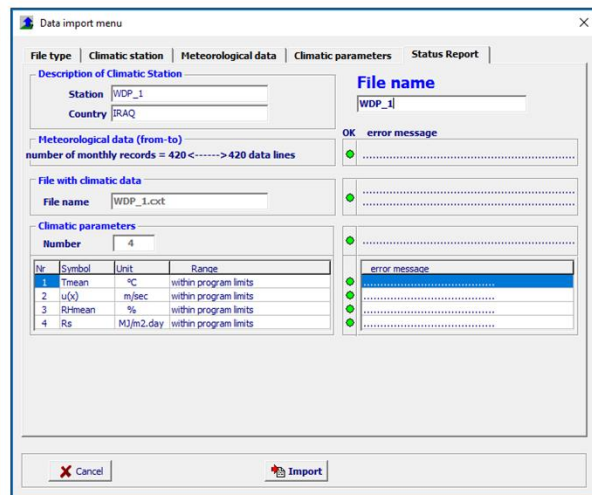 Data import menu
File type | Climatic station | Meteorological data | Climatic parameters | Status Report
Description of Climatic Station
Station WDP_1
Country IRAQ
File name
WDP_1
OK error message
Meteorological data (from-to)
number of monthly records = 420 <------> 420 data lines
File with climatic data
File name WDP_1.cxt
Climatic parameters
Number 4
Nr Symbol Unit Range error message
1 Tmean °C within program limits
2 u(x) m/sec within program limits
3 RHmean % within program limits
4 Rs MJ/m2.day within program limits
Cancel Import